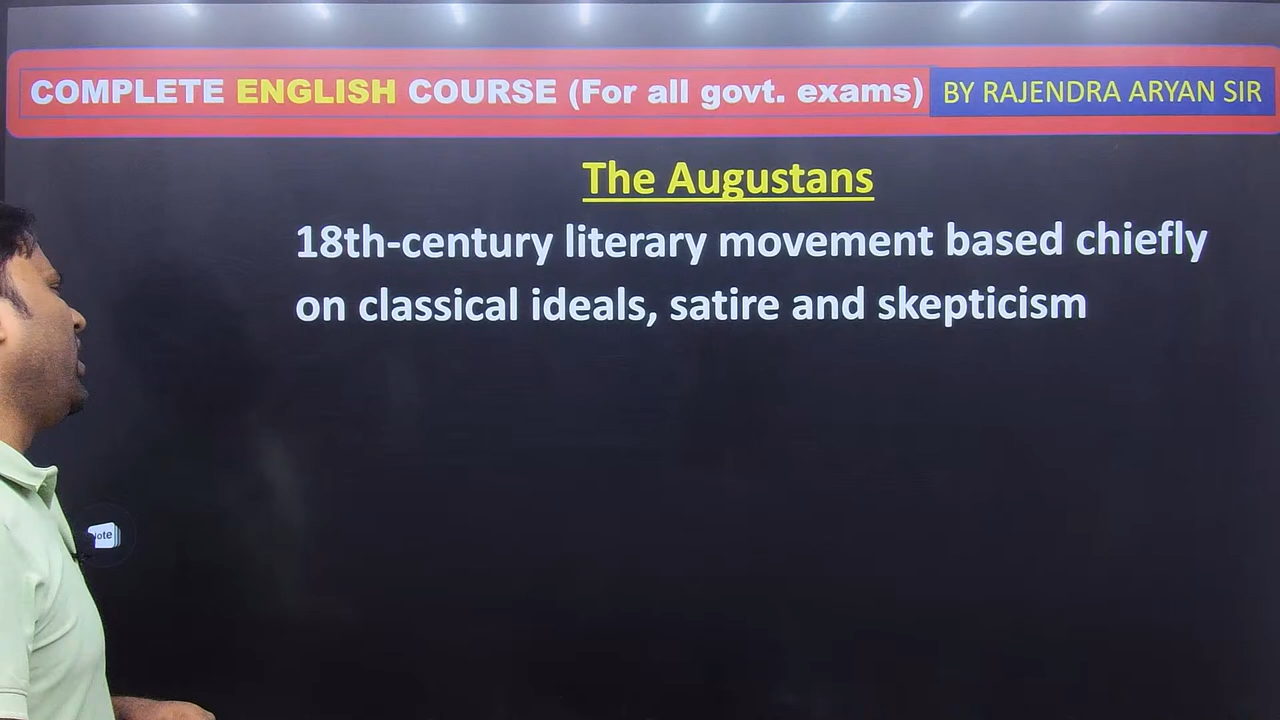 COMPLETE ENGLISH COURSE (For all govt. exams) BY RAJENDRA ARYAN SIR
The Augustans
18th-century literary movement based chiefly
on classical ideals, satire and skepticism